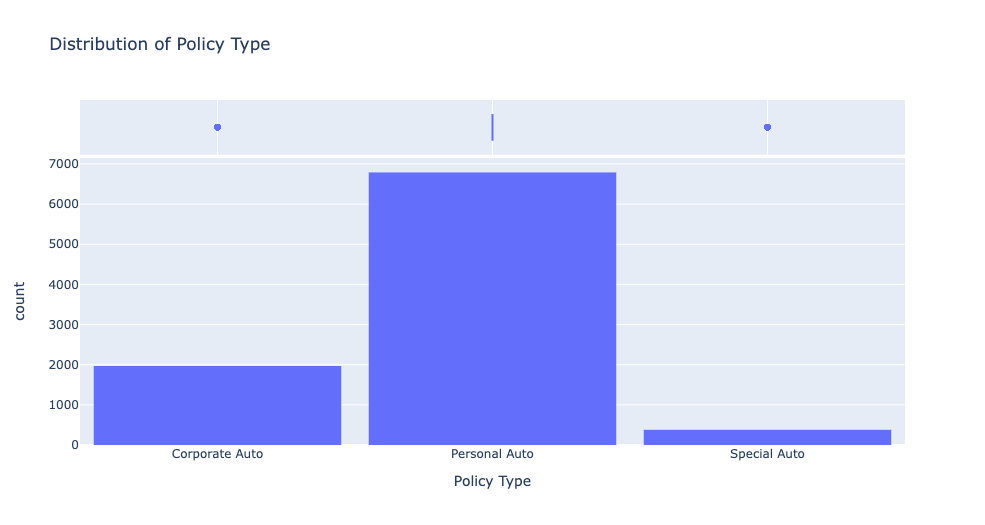 Distribution of Policy Type
7000
6000
5000
4000
3000
2000
1000
0
count
Corporate Auto
Personal Auto
Special Auto
Policy Type